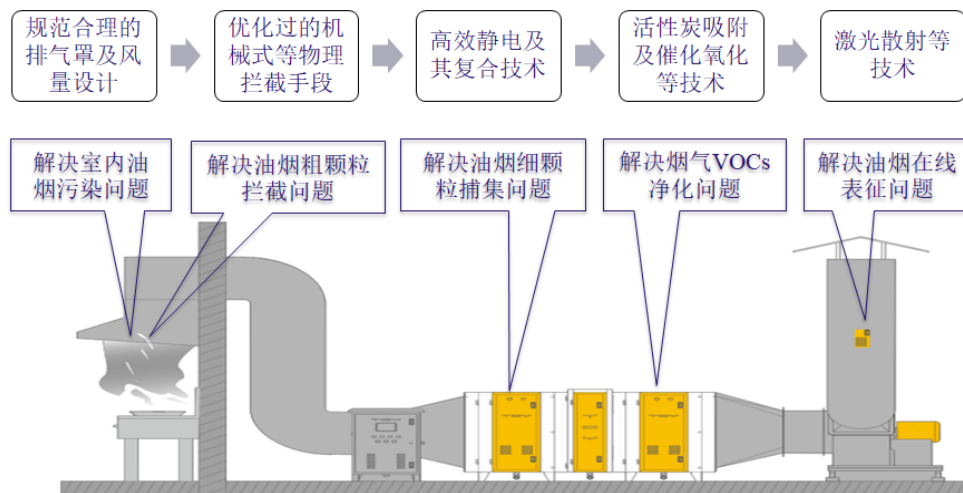 规范合理的
排气罩及风
量设计
优化过的机
械式等物理
拦截手段
高效静电及
其复合技术
活性炭吸附
及催化氧化
等技术
激光散射等
技术
解决室内油
烟污染问题
解决油烟粗颗粒
拦截问题
解决油烟细颗
粒捕集问题
解决烟气VOCs
净化问题
解决油烟在线
表征问题